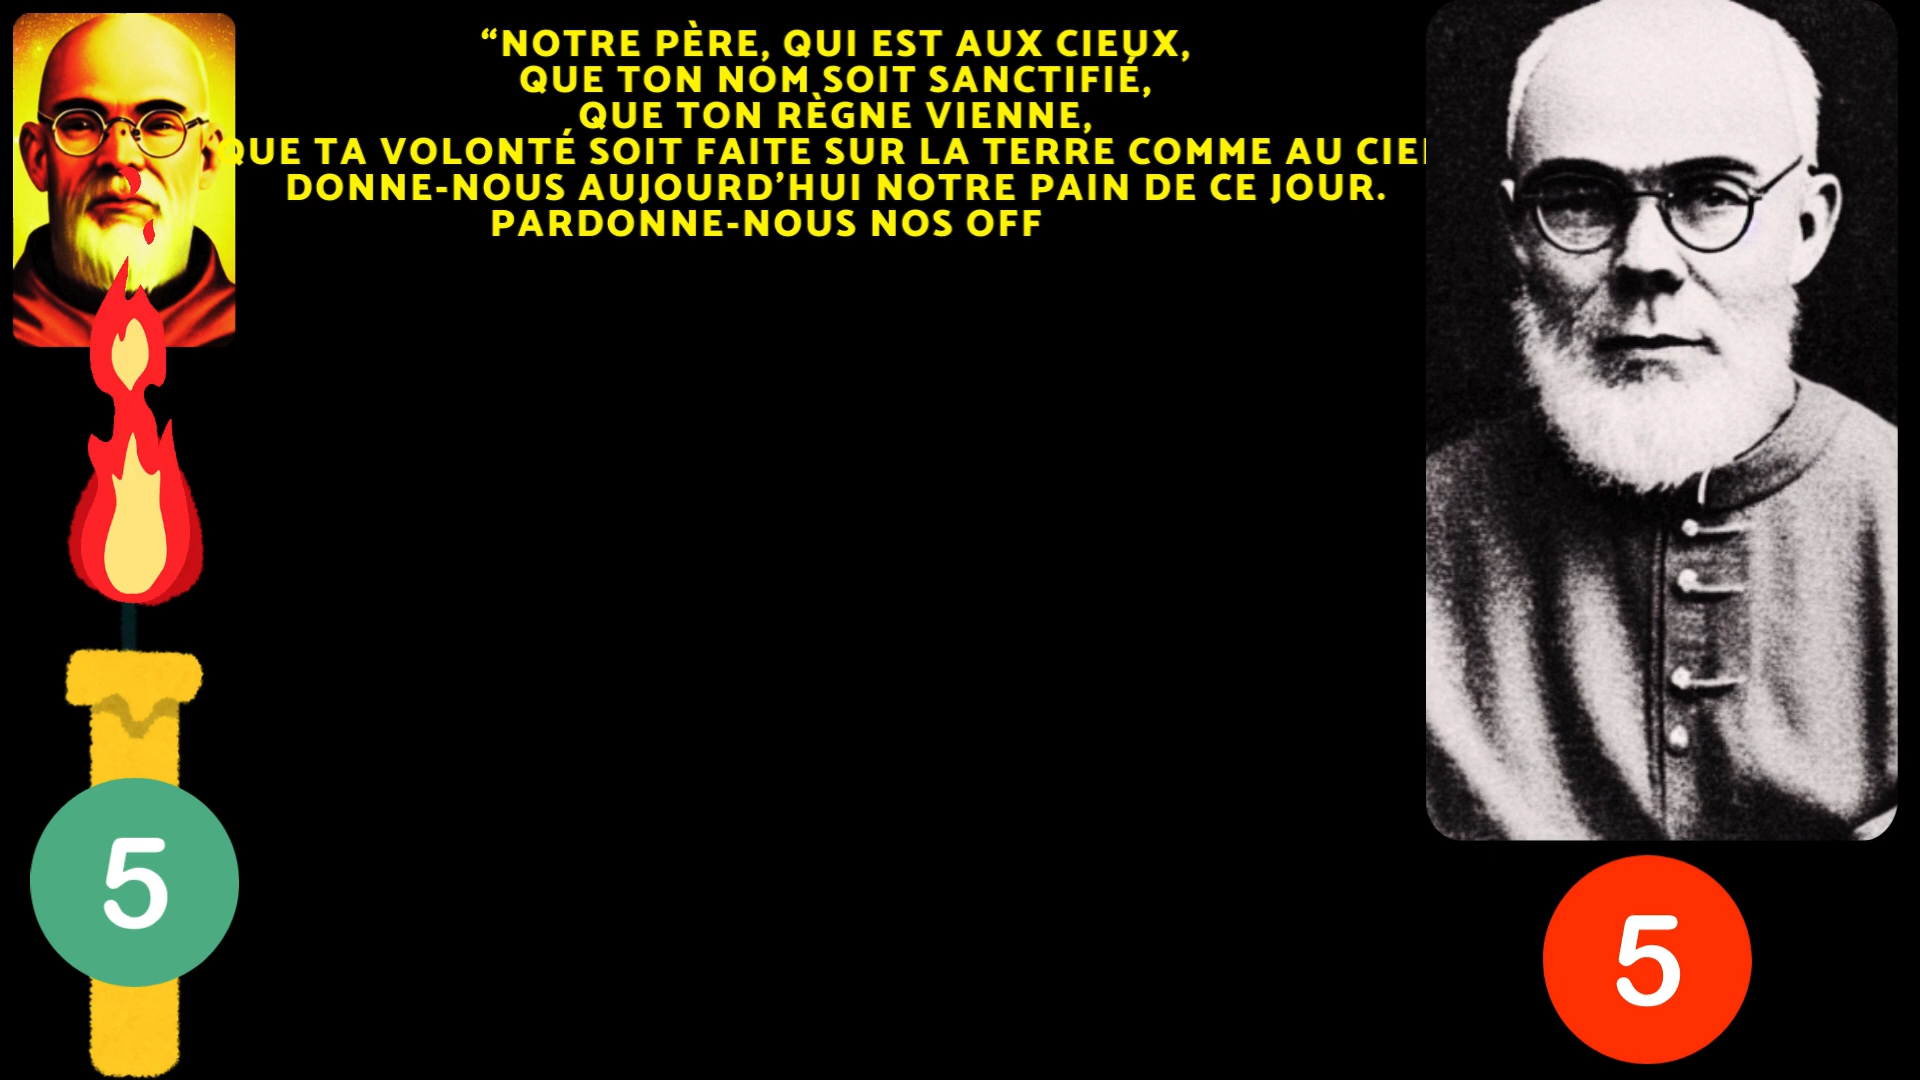 “NOTRE PÈRE, QUI EST AUX CIEUX,
QUE TON NOM SOIT SANCTIFIÉ,
QUE TON RÈGNE VIENNE,
QUE TA VOLONTÉ SOIT FAITE SUR LA TERRE COMME AU CIEL
DONNE-NOUS AUJOURD’HUI NOTRE PAIN DE CE JOUR.
PARDONNE-NOUS NOS OFF
5
5